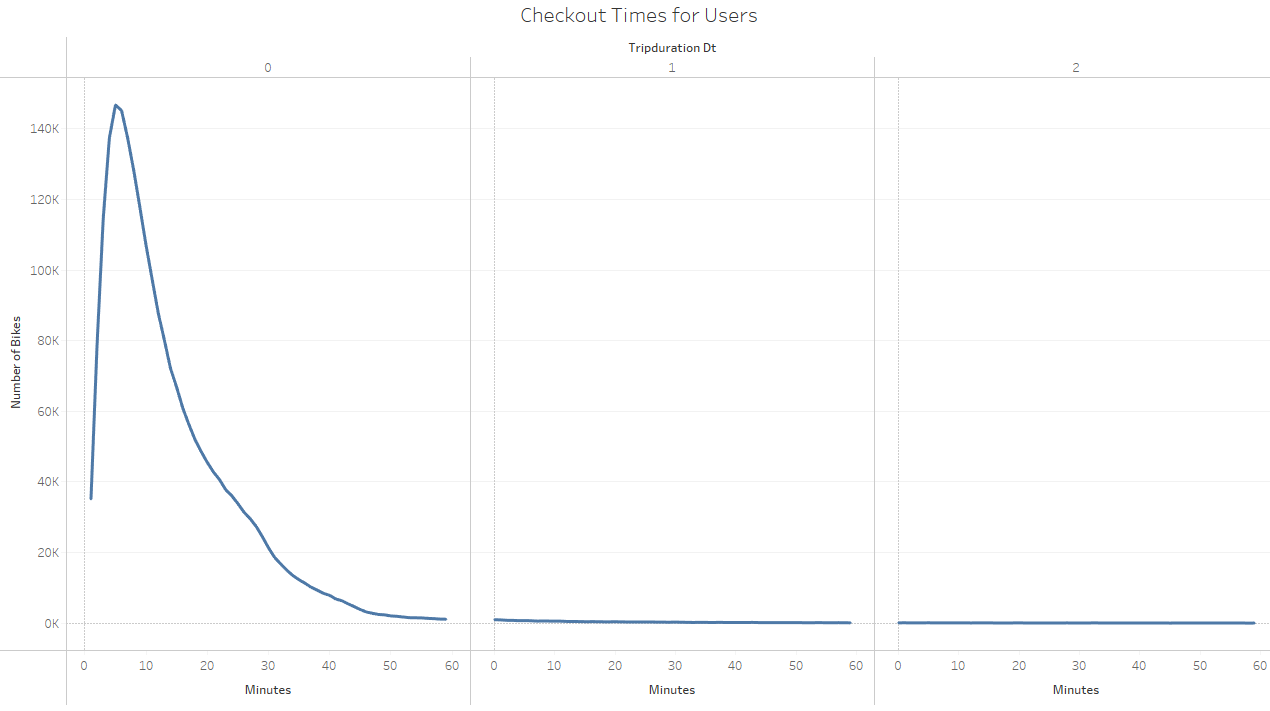 Checkout Times for Users
Tripduration Dt
0 1 2
140K
120K
100K
80K
60K
40K
20K
0K
Number of Bikes
0 10 20 30 40 50 60 0 10 20 30 40 50 60 0 10 20 30 40 50 60
Minutes Minutes Minutes